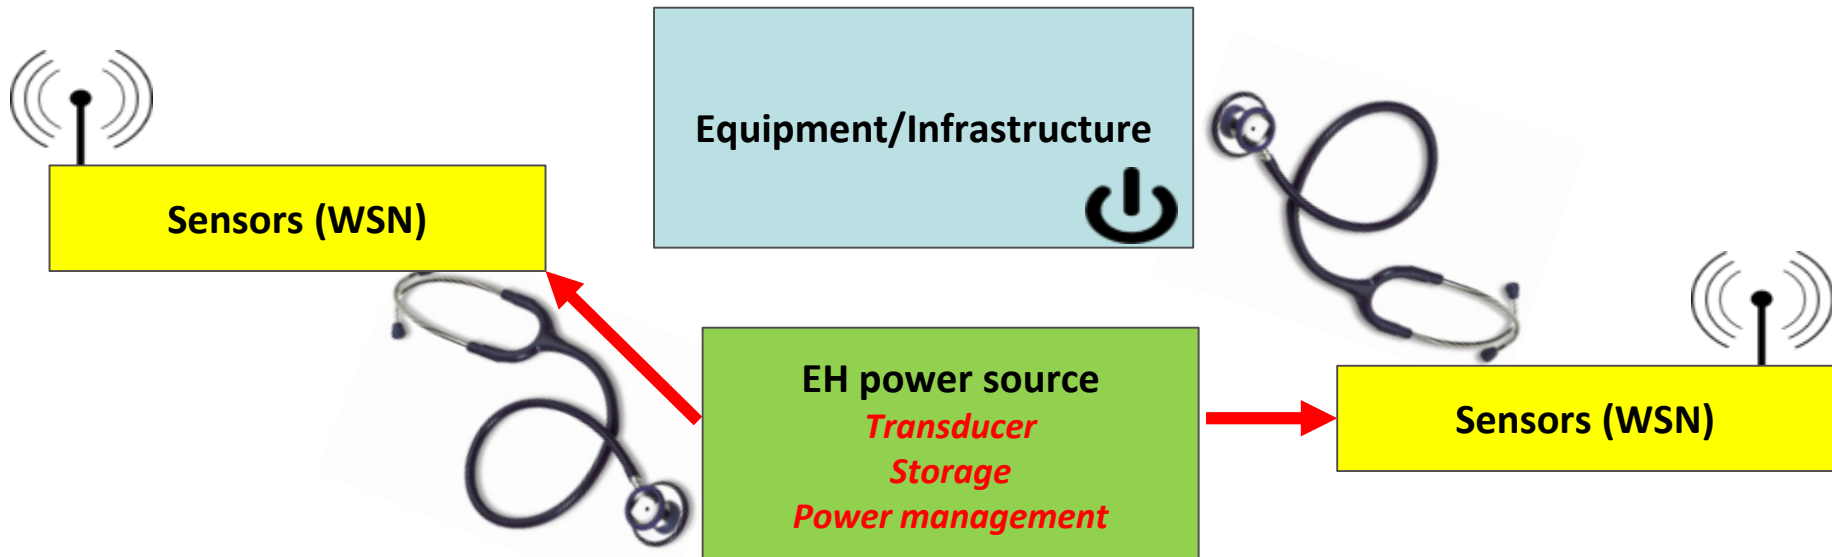 Equipment/Infrastructure
Sensors (WSN)
EH power source
Transducer
Storage
Power management
Sensors (WSN)